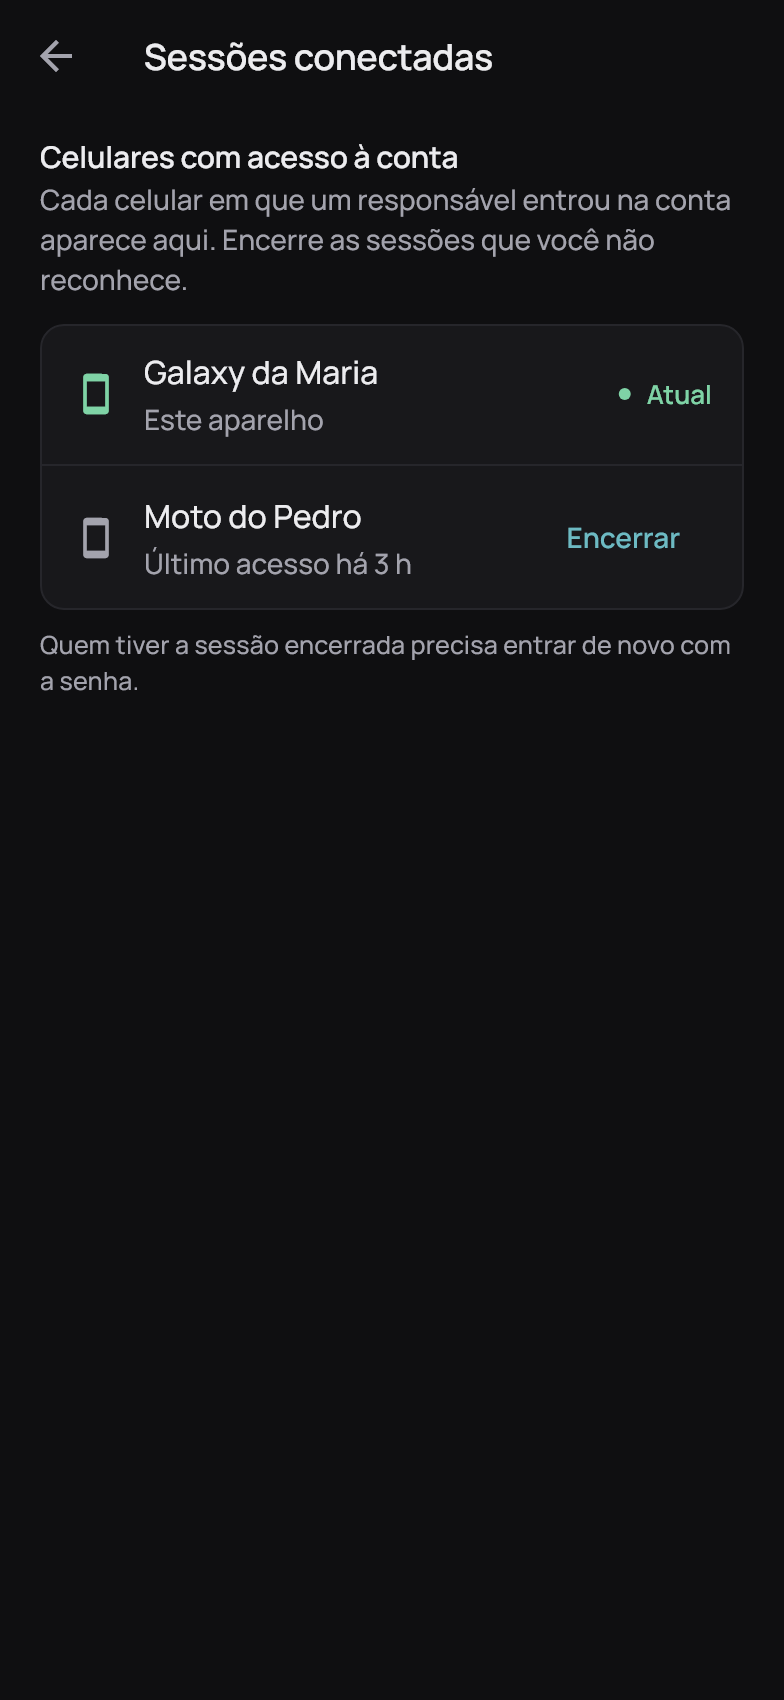 Sessões conectadas
Celulares com acesso à conta
Cada celular em que um responsável entrou na conta
aparece aqui. Encerre as sessões que você não
reconhece.
Galaxy da Maria
Este aparelho
Atual
Moto do Pedro
Último acesso há 3 h
Encerrar
Quem tiver a sessão encerrada precisa entrar de novo com
a senha.